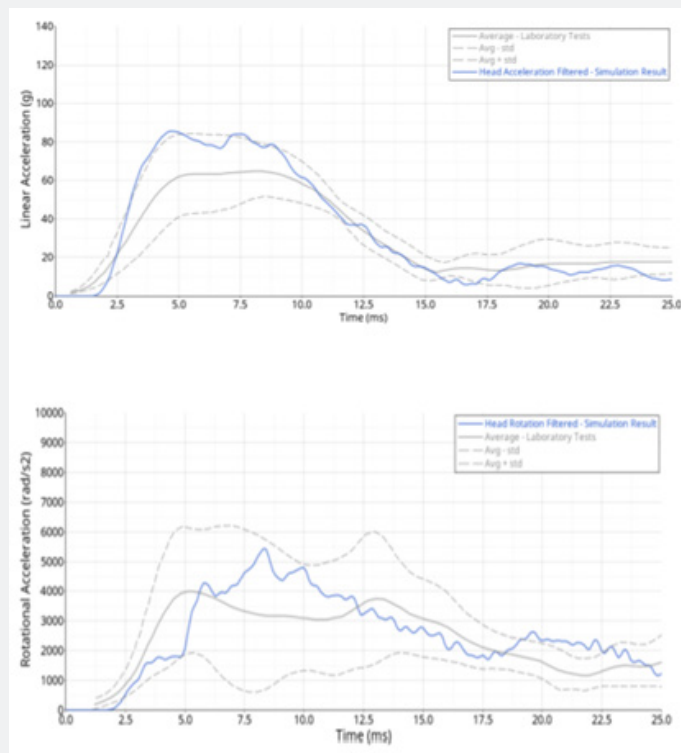 140
120
100
80
60
40
20
0
Linear Acceleration (g)
0.0 2.5 5.0 7.5 10.0 12.5 15.0 17.5 20.0 22.5 25.0
Time (ms)
Average - Laboratory Tests
Avg - std
Avg + std
Head Acceleration Filtered - Simulation Result
10000
9000
8000
7000
6000
5000
4000
3000
2000
1000
0
Rotational Acceleration (rad/s2)
0.0 2.5 5.0 7.5 10.0 12.5 15.0 17.5 20.0 22.5 25.0
Time (ms)
Head Rotation Filtered - Simulation Result
Average - Laboratory Tests
Avg - std
Avg + std